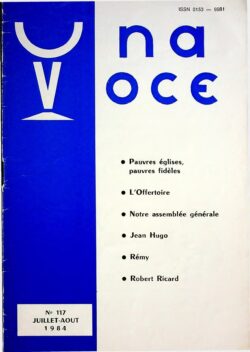 ISSN 0153 —
Una
Voce
• Pauvres églises,
pauvres fidèles
• L'Offertoire
• Notre assemblée générale
• Jean Hugo
• Rémy
• Robert Ricard
N° 117
JUILLET-AOUT
1984